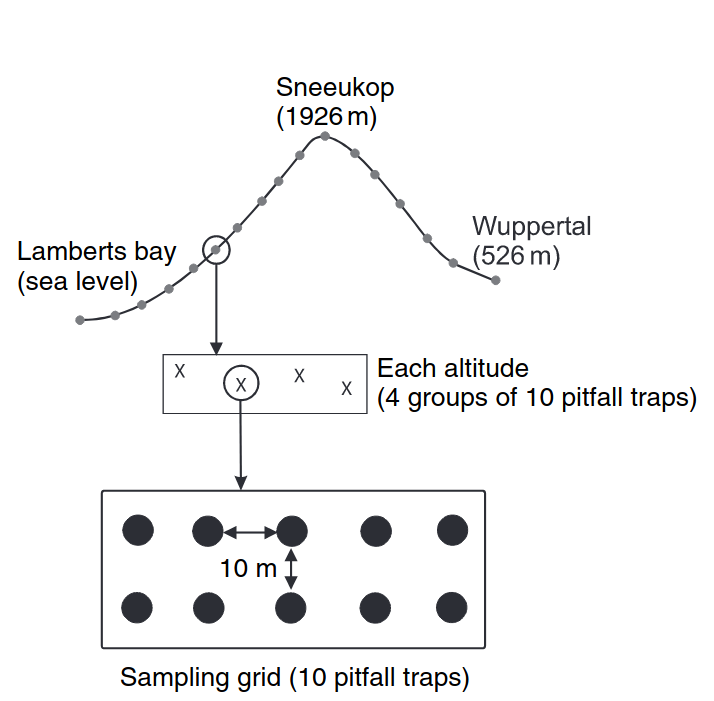 Sneeukop
(1926 m)
Lamberts bay
(sea level)
Wuppertal
(526 m)
X
X
X
X
Each altitude
(4 groups of 10 pitfall traps)
10 m
Sampling grid (10 pitfall traps)